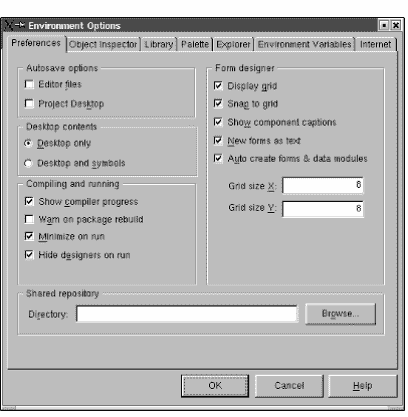 Environment Options
Preferences Object Inspector Library Palette Explorer Environment Variables Internet
Autosave options
Editor files
Project Desktop
Desktop contents
Desktop only
Desktop and symbols
Compiling and running
Show compiler progress
Warn on package rebuild
Minimize on run
Hide designers on run
Form designer
Display grid
Snap to grid
Show component captions
New forms as text
Auto create forms & data modules
Grid size X: 8
Grid size Y: 8
Shared repository
Directory: Browse...
OK Cancel Help